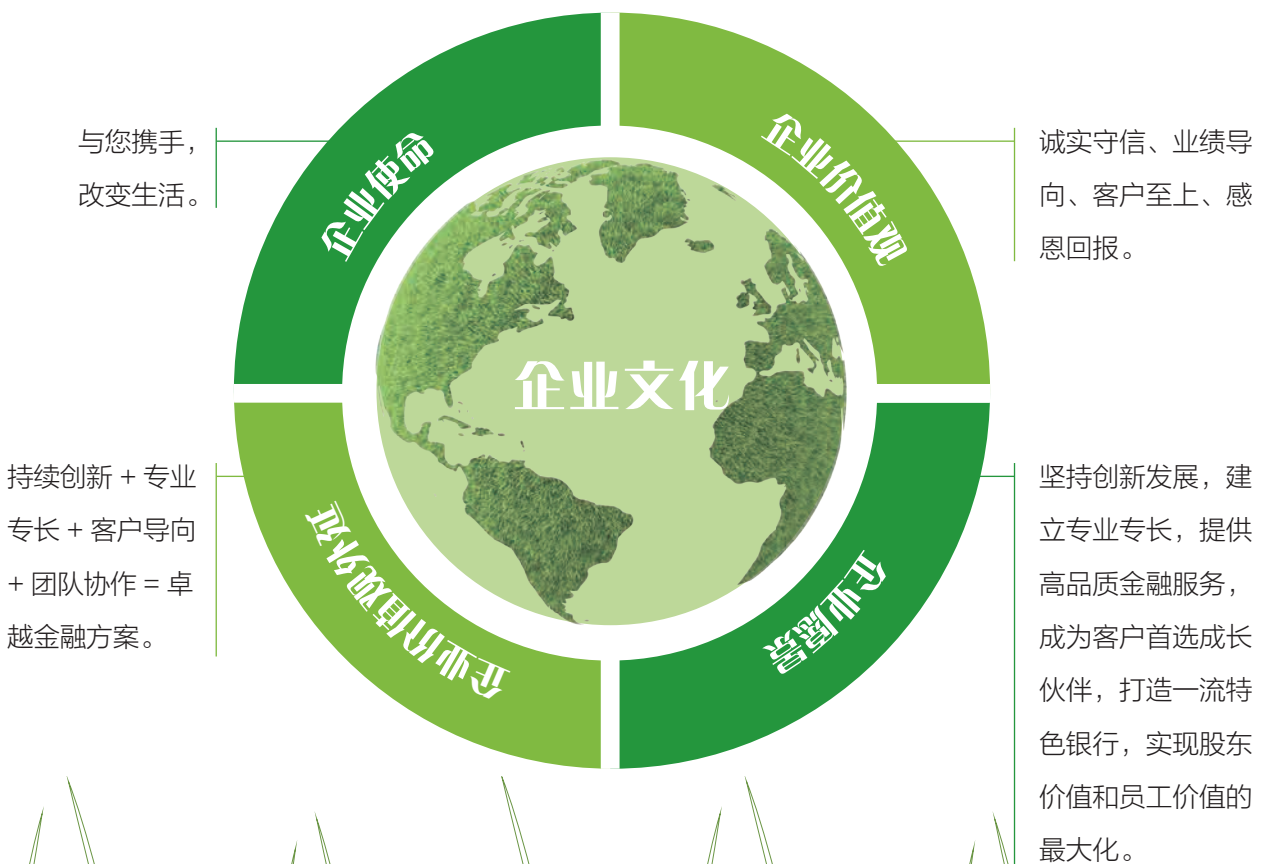 企业文化
企业使命
与您携手，
改变生活。
企业价值观
诚实守信、业绩导
向、客户至上、感
恩回报。
企业价值观外延
持续创新 + 专业
专长 + 客户导向
+ 团队协作 = 卓
越金融方案。
企业愿景
坚持创新发展，建
立专业专长，提供
高品质金融服务，
成为客户首选成长
伙伴，打造一流特
色银行，实现股东
价值和员工价值的
最大化。